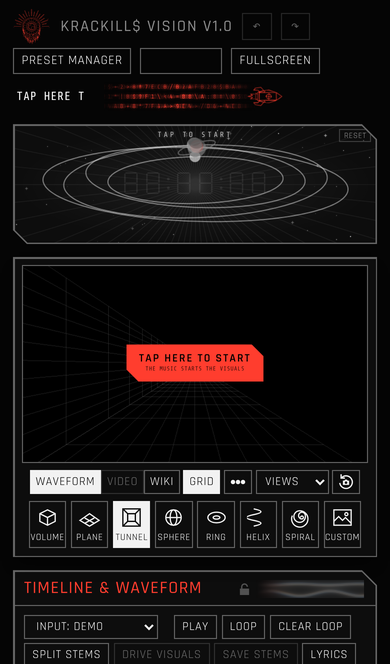 KRACKILL$ VISION V1.0
PRESET MANAGER FULLSCREEN
TAP HERE T
TAP TO START
RESET
TAP HERE TO START
THE MUSIC STARTS THE VISUALS
WAVEFORM VIDEO WIKI GRID ••• VIEWS
VOLUME PLANE TUNNEL SPHERE RING HELIX SPIRAL CUSTOM
TIMELINE & WAVEFORM
INPUT: DEMO PLAY LOOP CLEAR LOOP
SPLIT STEMS DRIVE VISUALS SAVE STEMS LYRICS